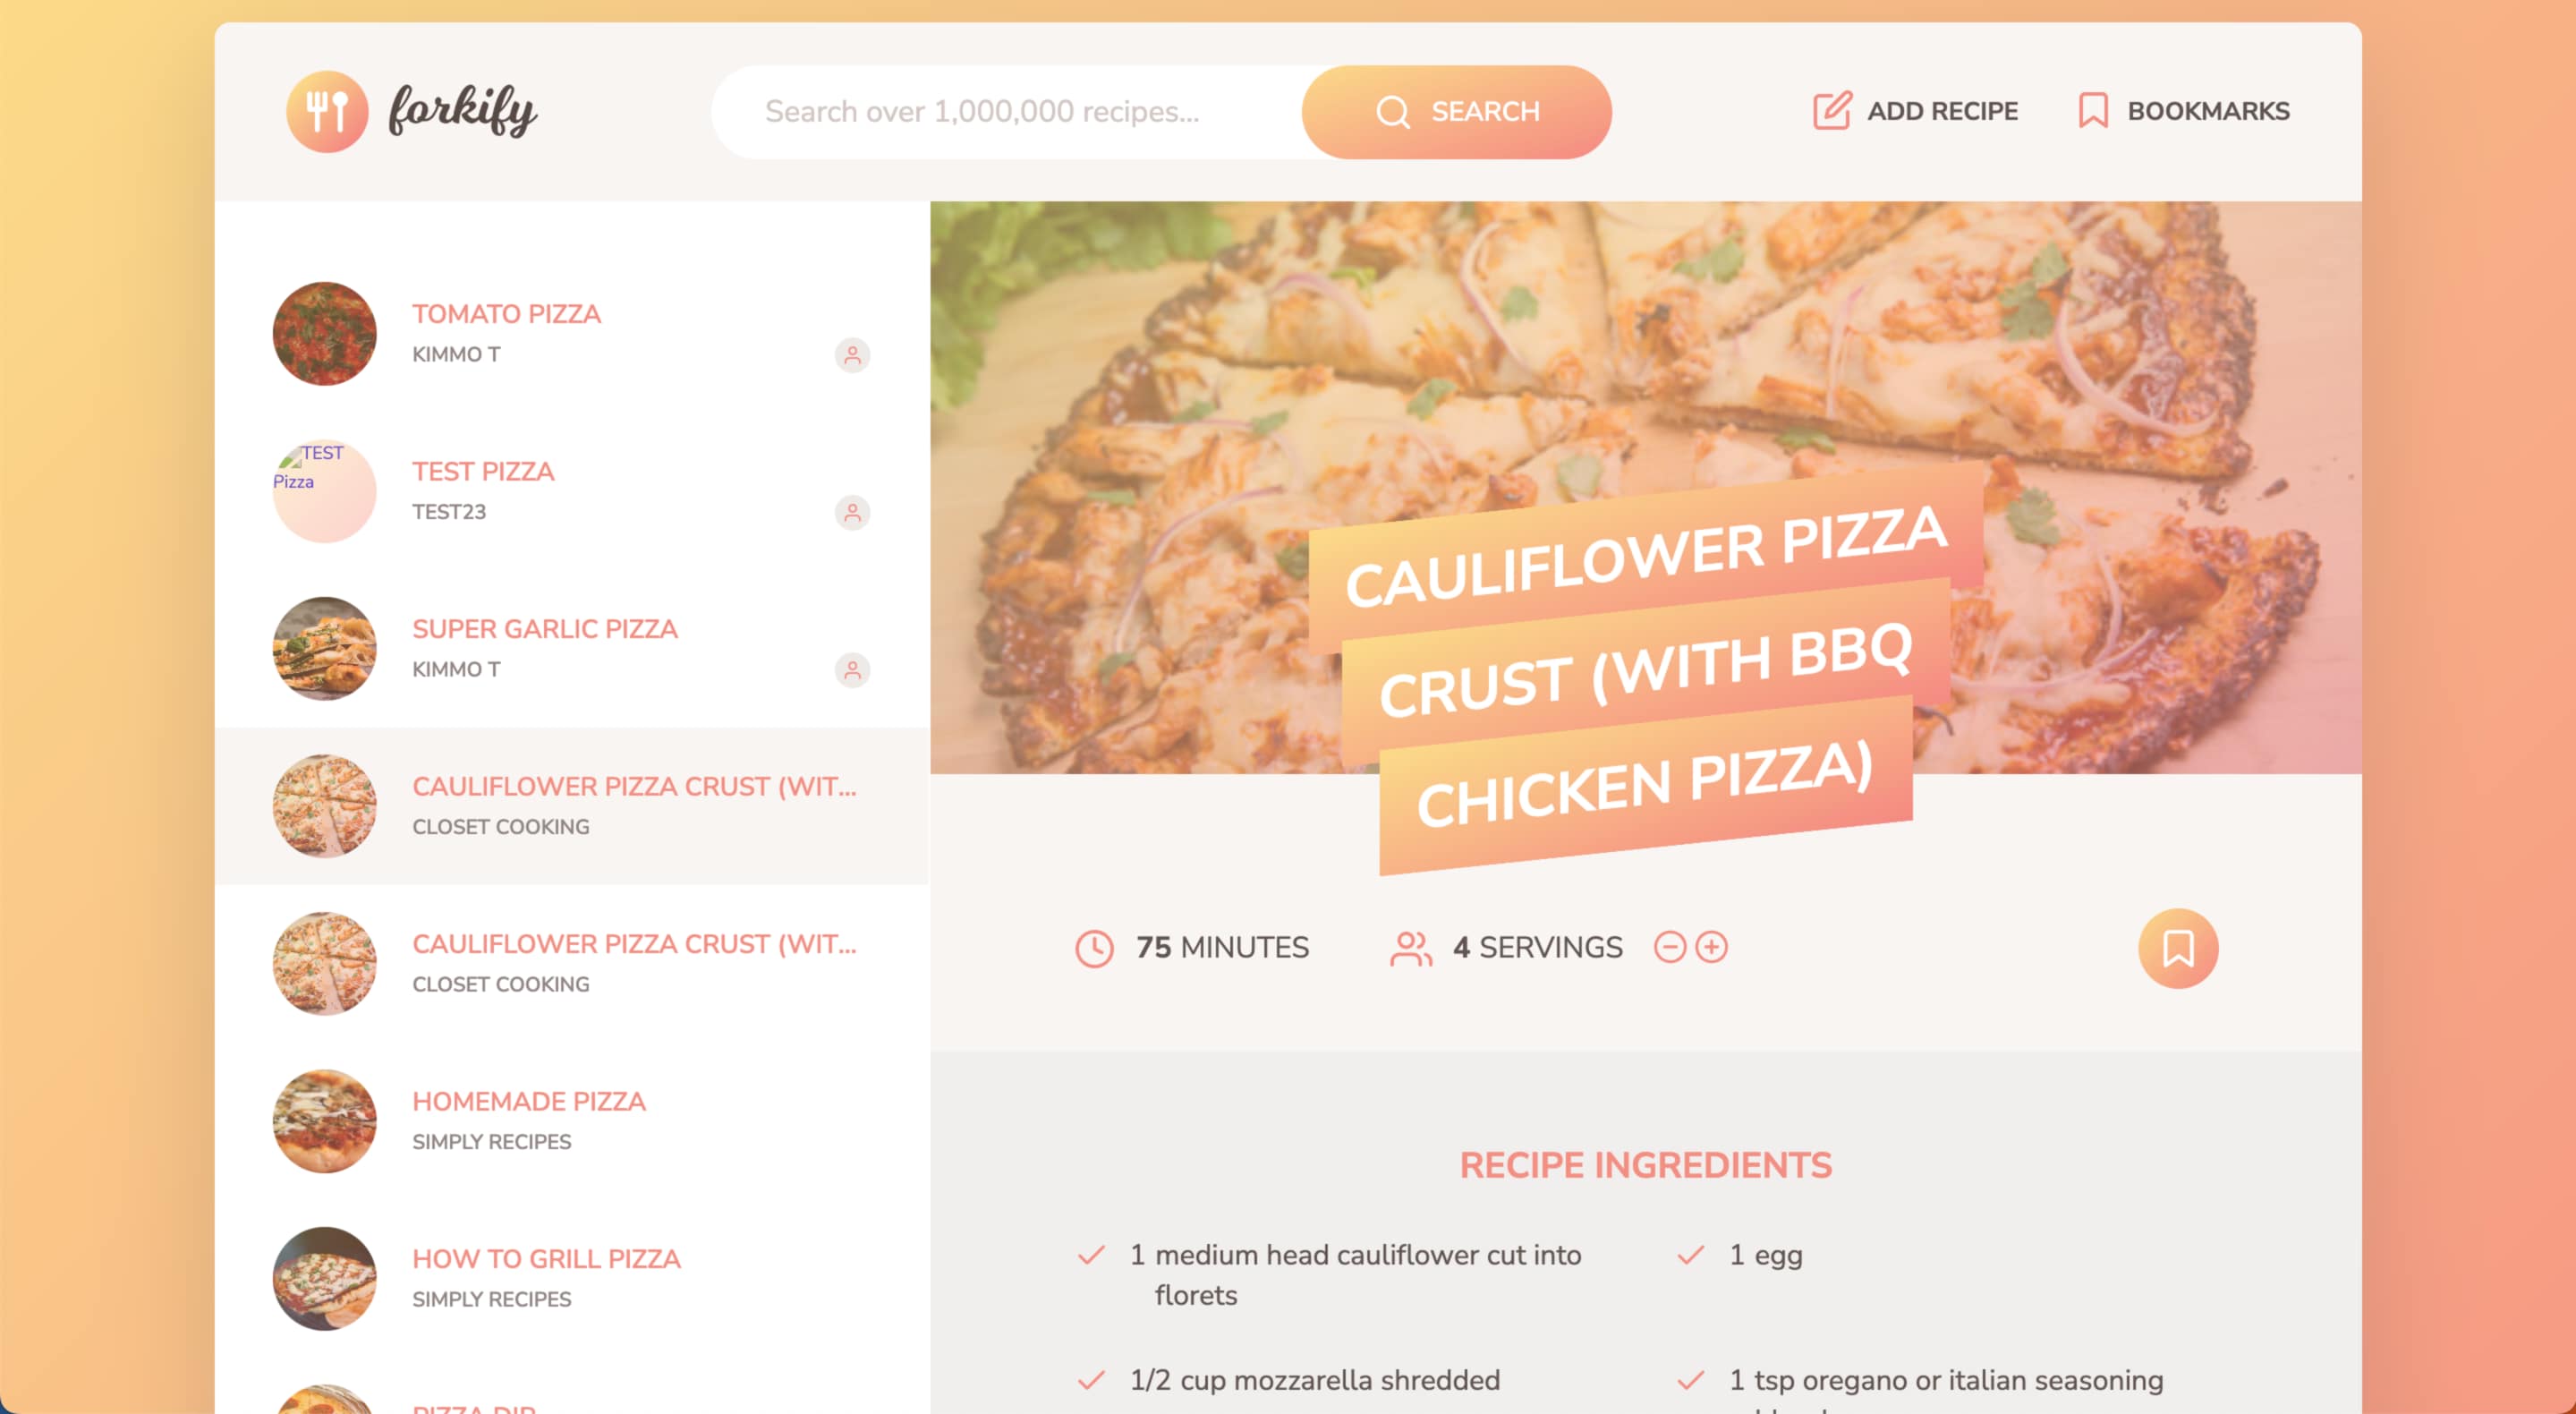 forkify
Search over 1,000,000 recipes...
SEARCH
ADD RECIPE
BOOKMARKS
TOMATO PIZZA
KIMMO T
TEST
Pizza
TEST PIZZA
TEST23
SUPER GARLIC PIZZA
KIMMO T
CAULIFLOWER PIZZA CRUST (WIT...
CLOSET COOKING
CAULIFLOWER PIZZA CRUST (WIT...
CLOSET COOKING
HOMEMADE PIZZA
SIMPLY RECIPES
HOW TO GRILL PIZZA
SIMPLY RECIPES
PIZZA DIP
CAULIFLOWER PIZZA
CRUST (WITH BBQ
CHICKEN PIZZA)
75 MINUTES
4 SERVINGS
RECIPE INGREDIENTS
1 medium head cauliflower cut into
florets
1 egg
1/2 cup mozzarella shredded
1 tsp oregano or italian seasoning